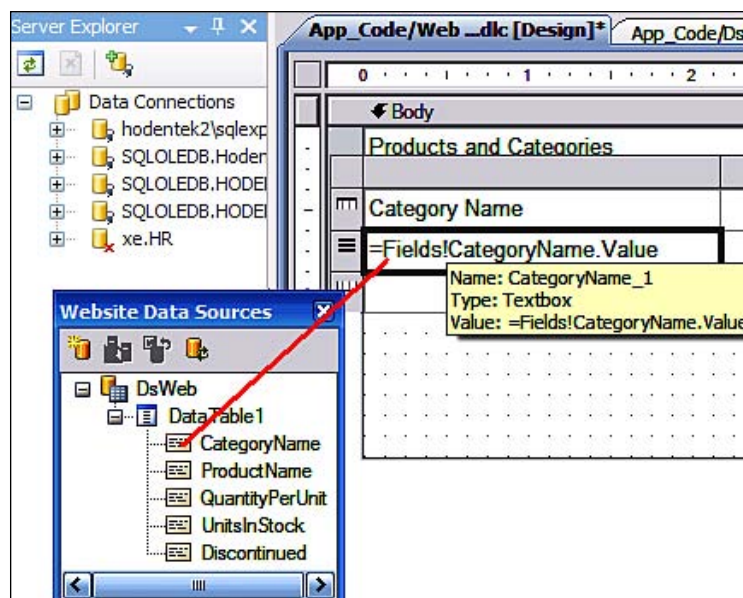 Server Explorer
App_Code/Web ...dlc [Design]*
App_Code/Ds
0 1 2
Data Connections
hodentek2\sqlexp
SQLOLEDB.Hoden
SQLOLEDB.HODE
SQLOLEDB.HODE
xe.HR
Body
Products and Categories
Category Name
=Fields!CategoryName.Value
Name: CategoryName_1
Type: Textbox
Value: =Fields!CategoryName.Value
Website Data Sources
DsWeb
DataTable1
CategoryName
ProductName
QuantityPerUnit
UnitsInStock
Discontinued